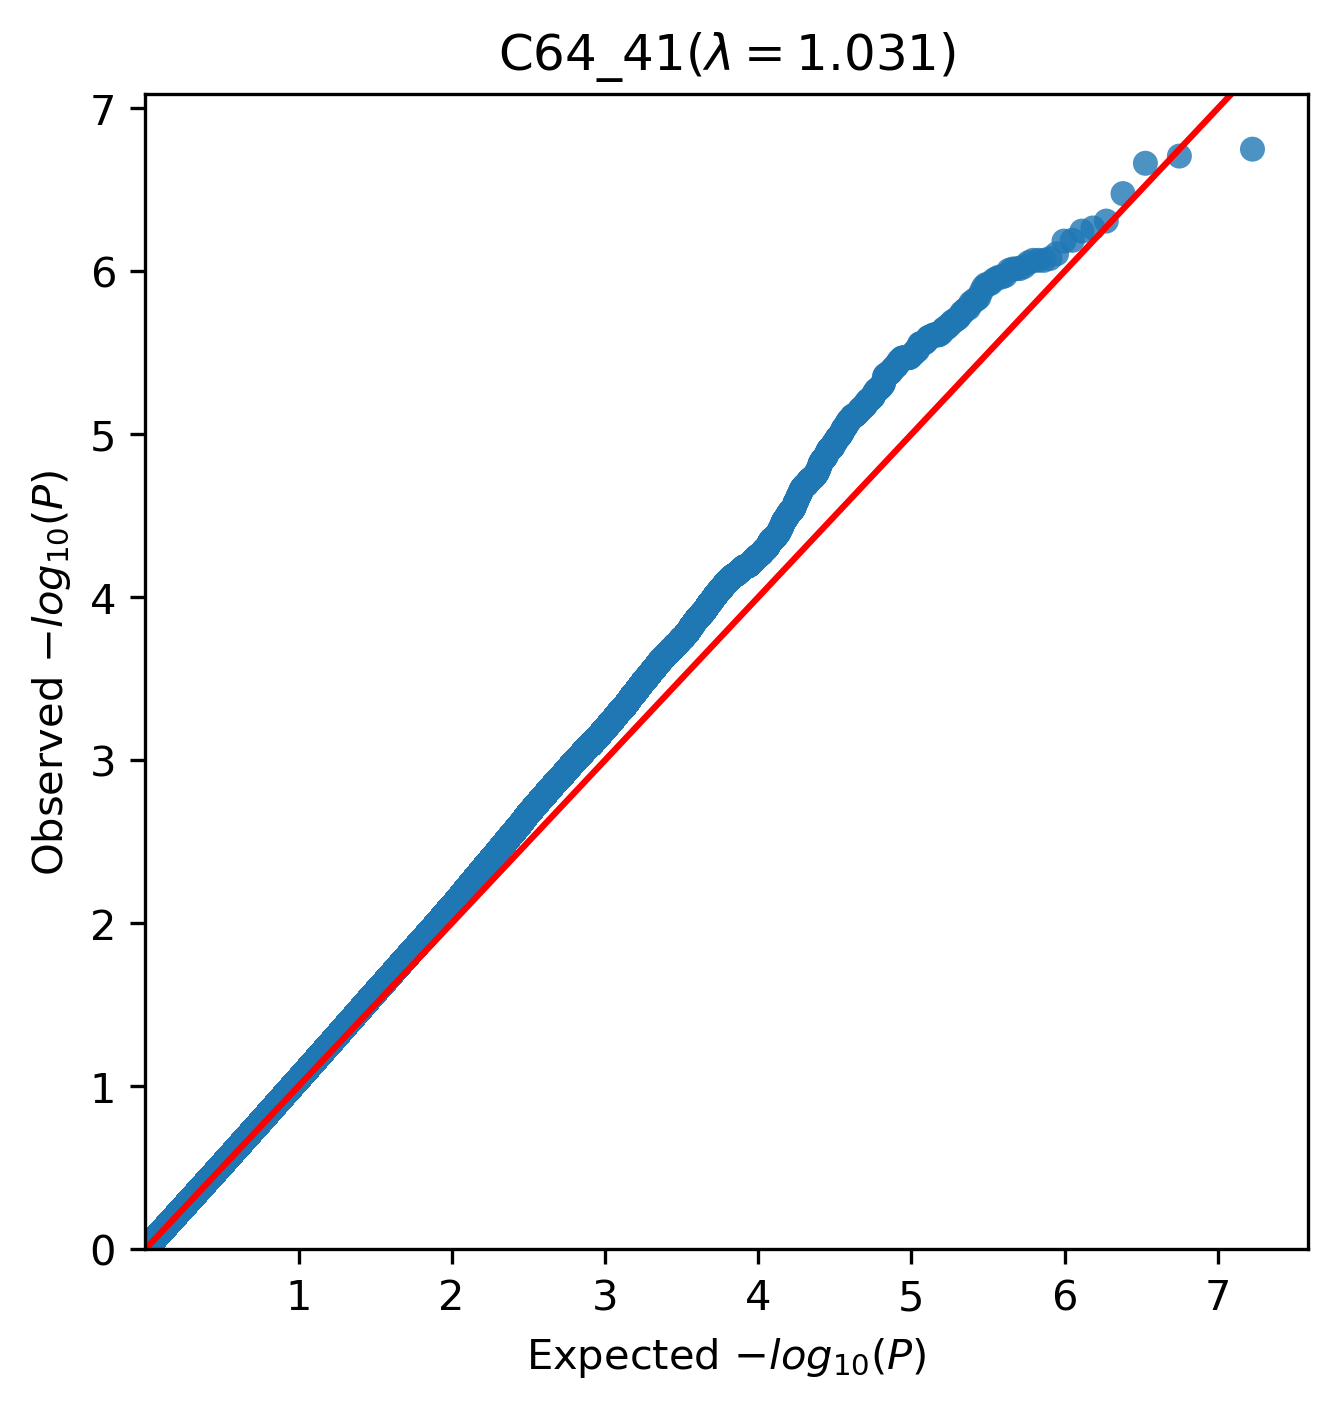 C64_41(λ = 1.031)
Observed −log₁₀(P)
7
6
5
4
3
2
1
0
1 2 3 4 5 6 7
Expected −log₁₀(P)